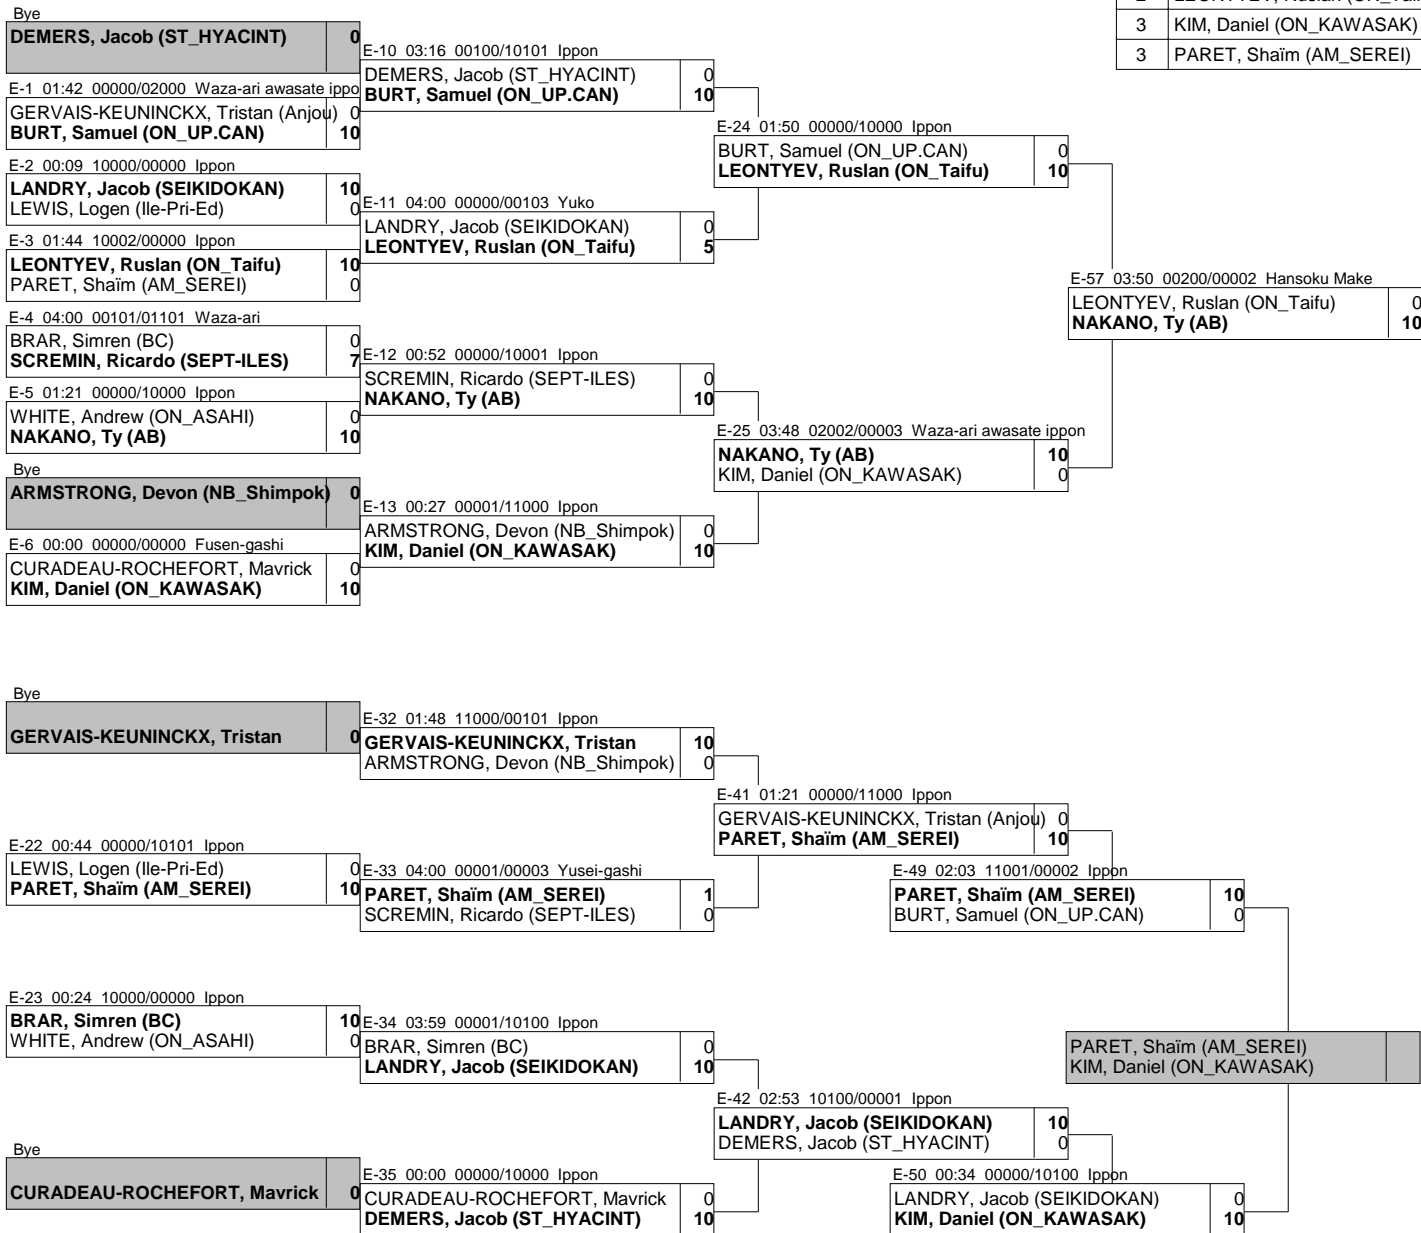 2 LEONTYEV, Ruslan (ON_Taifu)
3 KIM, Daniel (ON_KAWASAK)
3 PARET, Shaïm (AM_SEREI)
Bye
DEMERS, Jacob (ST_HYACINT) 0
E-1 01:42 00000/02000 Waza-ari awasate ippo
GERVAIS-KEUNINCKX, Tristan (Anjou) 0
BURT, Samuel (ON_UP.CAN) 10
E-2 00:09 10000/00000 Ippon
LANDRY, Jacob (SEIKIDOKAN) 10
LEWIS, Logen (Ile-Pri-Ed) 0
E-3 01:44 10002/00000 Ippon
LEONTYEV, Ruslan (ON_Taifu) 10
PARET, Shaïm (AM_SEREI) 0
E-4 04:00 00101/01101 Waza-ari
BRAR, Simren (BC) 0
SCREMIN, Ricardo (SEPT-ILES) 7
E-5 01:21 00000/10000 Ippon
WHITE, Andrew (ON_ASAHI) 0
NAKANO, Ty (AB) 10
Bye
ARMSTRONG, Devon (NB_Shimpok) 0
E-6 00:00 00000/00000 Fusen-gashi
CURADEAU-ROCHEFORT, Mavrick 0
KIM, Daniel (ON_KAWASAK) 10
E-10 03:16 00100/10101 Ippon
DEMERS, Jacob (ST_HYACINT) 0
BURT, Samuel (ON_UP.CAN) 10
E-11 04:00 00000/00103 Yuko
LANDRY, Jacob (SEIKIDOKAN) 0
LEONTYEV, Ruslan (ON_Taifu) 5
E-12 00:52 00000/10001 Ippon
SCREMIN, Ricardo (SEPT-ILES) 0
NAKANO, Ty (AB) 10
E-13 00:27 00001/11000 Ippon
ARMSTRONG, Devon (NB_Shimpok) 0
KIM, Daniel (ON_KAWASAK) 10
E-24 01:50 00000/10000 Ippon
BURT, Samuel (ON_UP.CAN) 0
LEONTYEV, Ruslan (ON_Taifu) 10
E-25 03:48 02002/00003 Waza-ari awasate ippon
NAKANO, Ty (AB) 10
KIM, Daniel (ON_KAWASAK) 0
E-57 03:50 00200/00002 Hansoku Make
LEONTYEV, Ruslan (ON_Taifu) 0
NAKANO, Ty (AB) 10
Bye
GERVAIS-KEUNINCKX, Tristan 0
E-22 00:44 00000/10101 Ippon
LEWIS, Logen (Ile-Pri-Ed) 0
PARET, Shaïm (AM_SEREI) 10
E-23 00:24 10000/00000 Ippon
BRAR, Simren (BC) 10
WHITE, Andrew (ON_ASAHI) 0
Bye
CURADEAU-ROCHEFORT, Mavrick 0
E-32 01:48 11000/00101 Ippon
GERVAIS-KEUNINCKX, Tristan 10
ARMSTRONG, Devon (NB_Shimpok) 0
E-33 04:00 00001/00003 Yusei-gashi
PARET, Shaïm (AM_SEREI) 1
SCREMIN, Ricardo (SEPT-ILES) 0
E-34 03:59 00001/10100 Ippon
BRAR, Simren (BC) 0
LANDRY, Jacob (SEIKIDOKAN) 10
E-35 00:00 00000/10000 Ippon
CURADEAU-ROCHEFORT, Mavrick 0
DEMERS, Jacob (ST_HYACINT) 10
E-41 01:21 00000/11000 Ippon
GERVAIS-KEUNINCKX, Tristan (Anjou) 0
PARET, Shaïm (AM_SEREI) 10
E-42 02:53 10100/00001 Ippon
LANDRY, Jacob (SEIKIDOKAN) 10
DEMERS, Jacob (ST_HYACINT) 0
E-49 02:03 11001/00002 Ippon
PARET, Shaïm (AM_SEREI) 10
BURT, Samuel (ON_UP.CAN) 0
E-50 00:34 00000/10100 Ippon
LANDRY, Jacob (SEIKIDOKAN) 0
KIM, Daniel (ON_KAWASAK) 10
PARET, Shaïm (AM_SEREI)
KIM, Daniel (ON_KAWASAK)